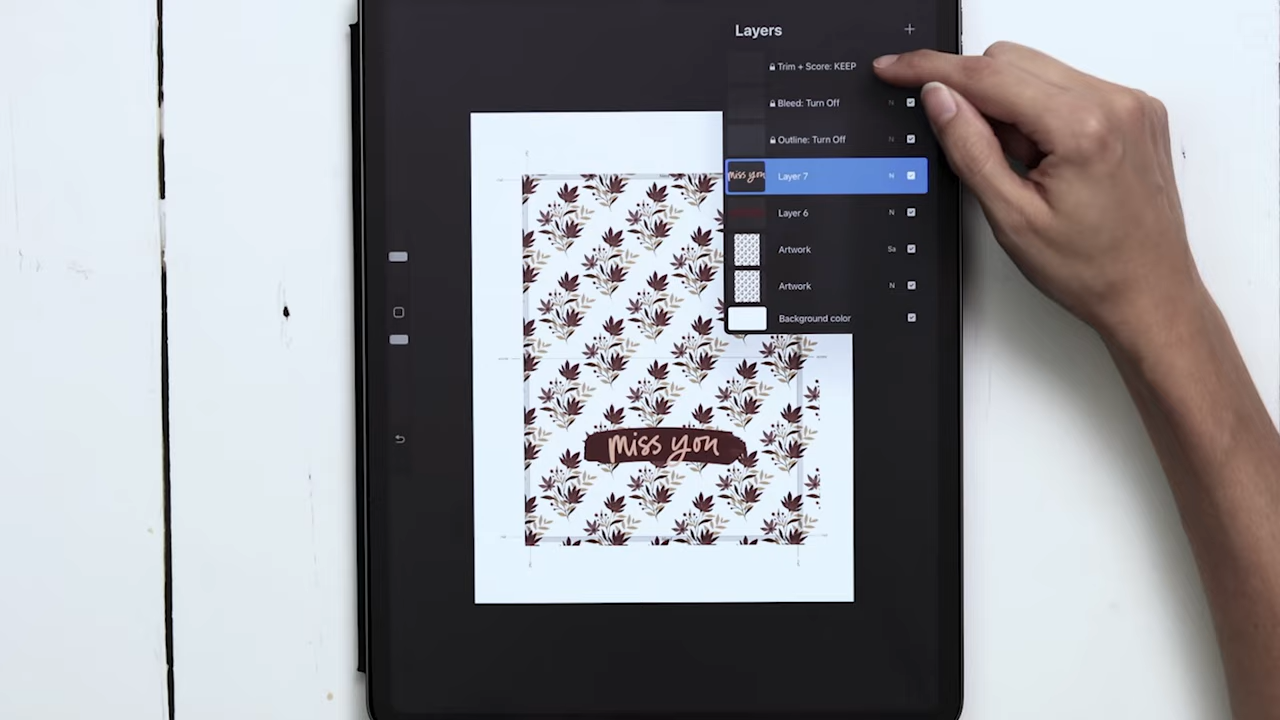 Layers
Trim + Score: KEEP
Bleed: Turn Off N
Outline: Turn Off N
miss you Layer 7 N
Layer 6 N
Artwork Sa
Artwork N
Background color
miss you